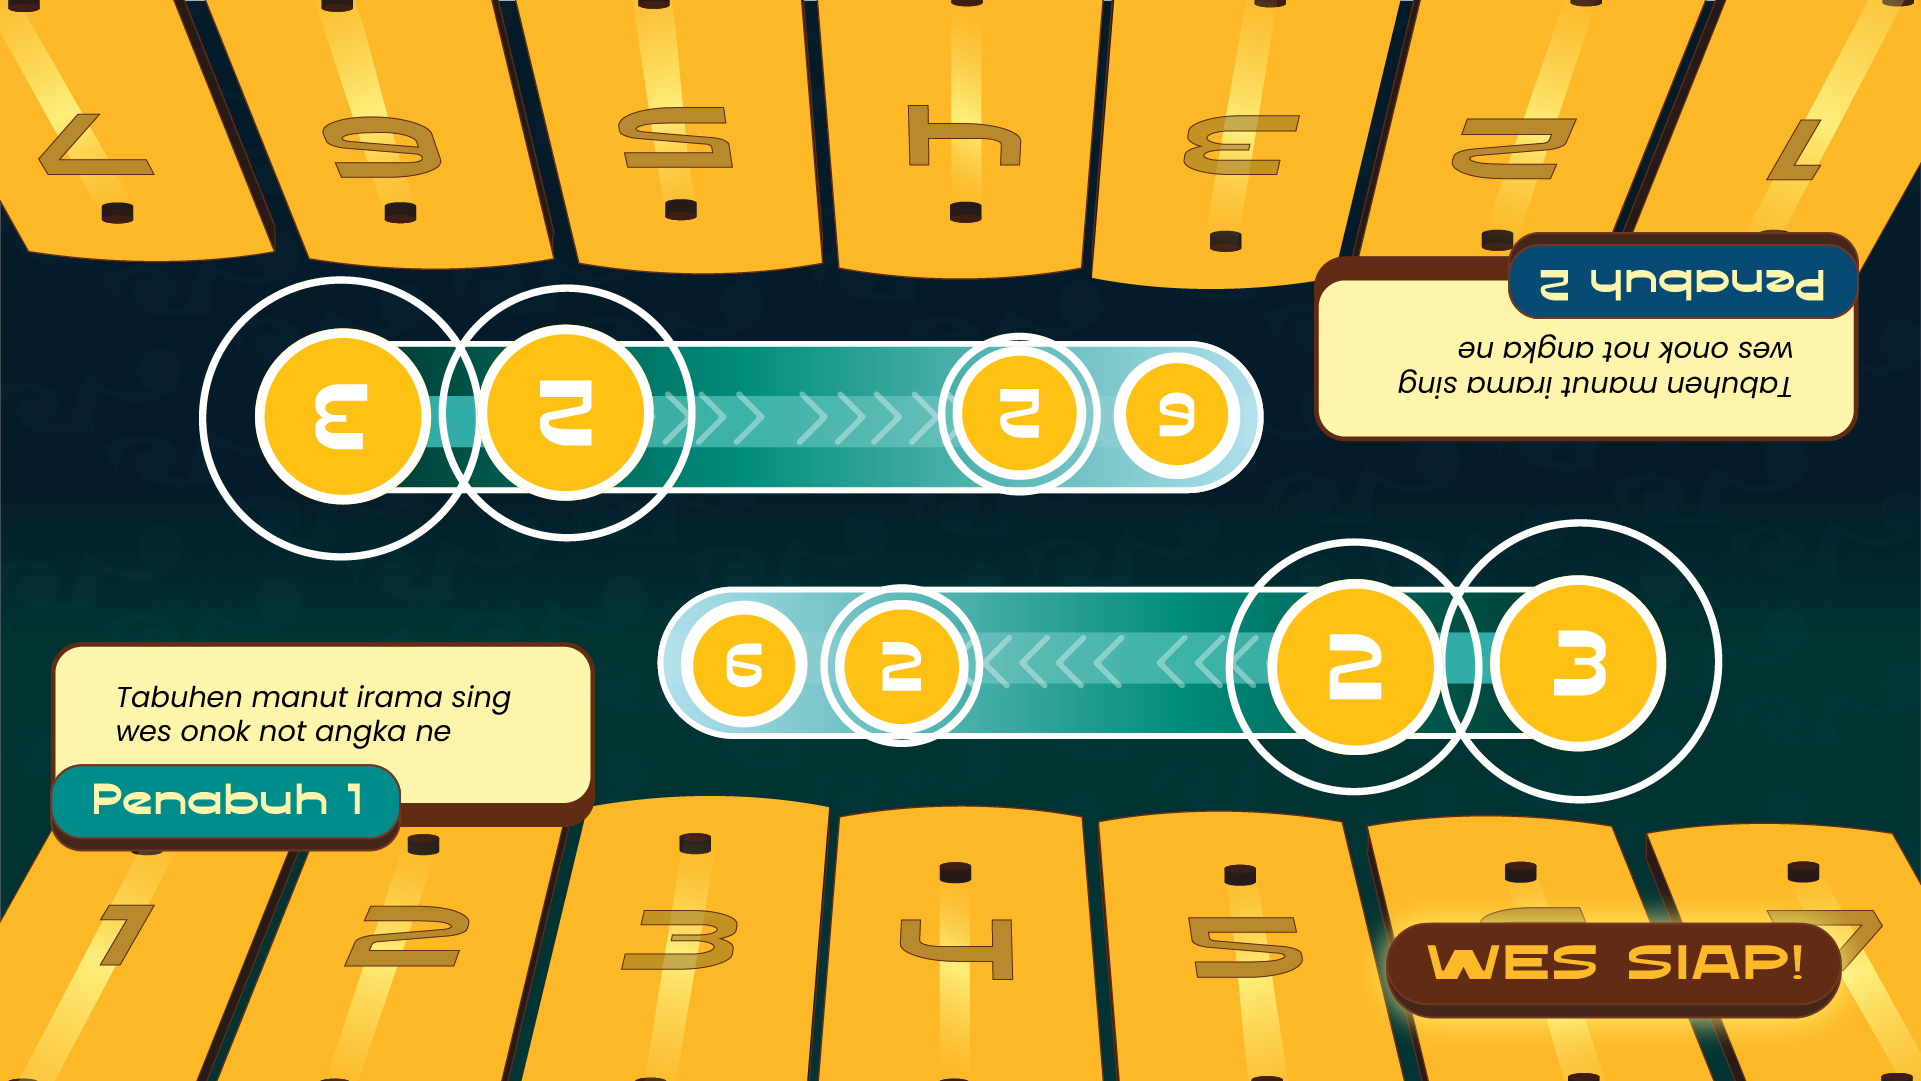 7 6 5 4 3 2 1
Penabuh 2
Tabuhen manut irama sing
wes onok not angka ne
3 2 2 6
6 2 2 3
Tabuhen manut irama sing
wes onok not angka ne
Penabuh 1
1 2 3 4 5 7
WES SIAP!